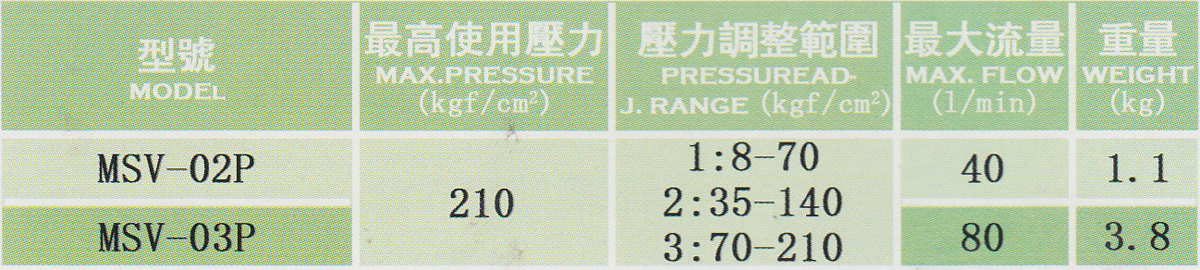 型號
MODEL
最高使用壓力
MAX.PRESSURE
(kgf/cm²)
壓力調整範圍
PRESSUREAD-
J. RANGE (kgf/cm²)
最大流量
MAX. FLOW
(l/min)
重量
WEIGHT
(kg)
MSV-02P
210
1:8-70
2:35-140
3:70-210
40
1.1
MSV-03P
80
3.8